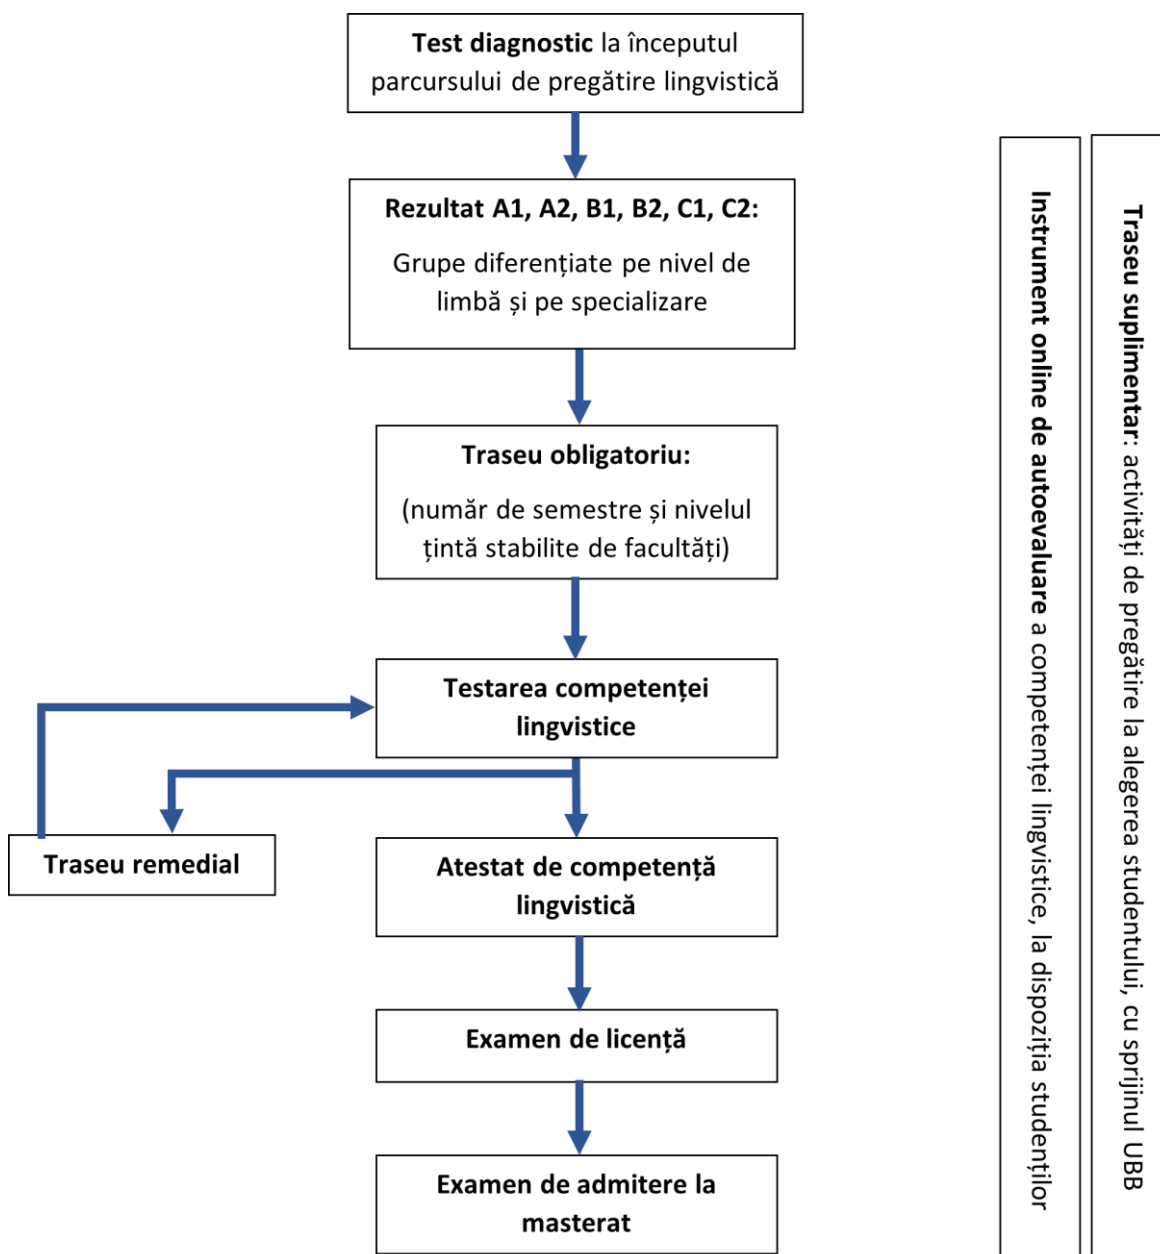 Test diagnostic la începutul
parcursului de pregătire lingvistică
Rezultat A1, A2, B1, B2, C1, C2:
Grupe diferențiate pe nivel de
limbă și pe specializare
Traseu obligatoriu:
(număr de semestre și nivelul
țintă stabilite de facultăți)
Testarea competenței
lingvistice
Traseu remedial
Atestat de competență
lingvistică
Examen de licență
Examen de admitere la
masterat
Instrument online de autoevaluare a competenței lingvistice, la dispoziția studenților
Traseu suplimentar: activități de pregătire la alegerea studentului, cu sprijinul UBB